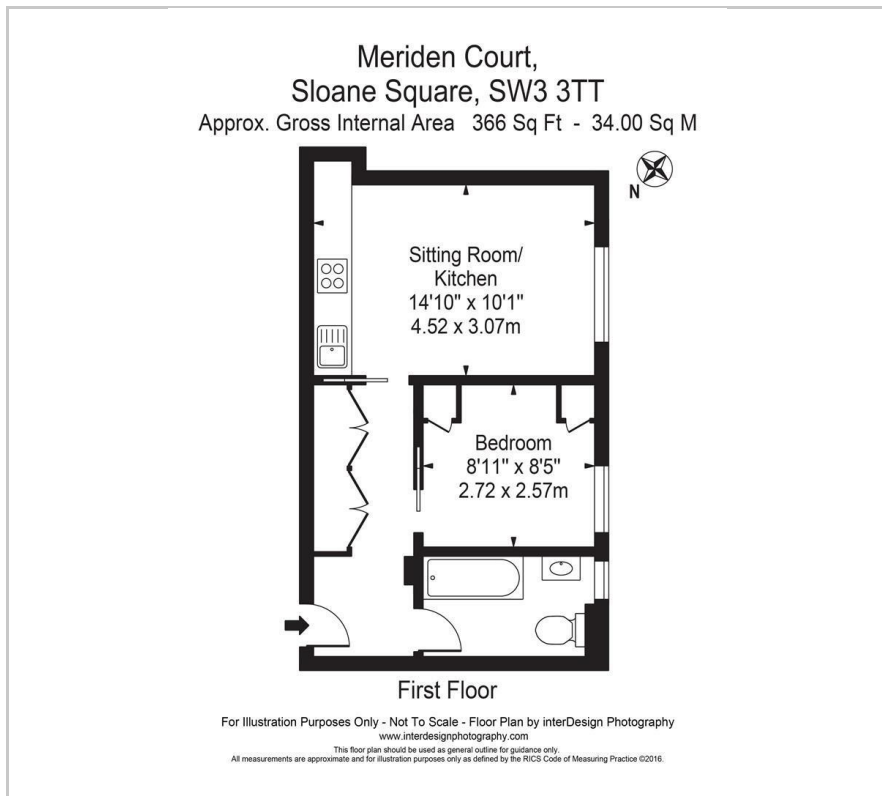 Meriden Court,
Sloane Square, SW3 3TT
Approx. Gross Internal Area 366 Sq Ft - 34.00 Sq M
N
Sitting Room/
Kitchen
14'10" x 10'1"
4.52 x 3.07m
Bedroom
8'11" x 8'5"
2.72 x 2.57m
First Floor
For Illustration Purposes Only - Not To Scale - Floor Plan by interDesign Photography
www.interdesignphotography.com
This floor plan should be used as general outline for guidance only.
All measurements are approximate and for illustration purposes only as defined by the RICS Code of Measuring Practice ©2016.